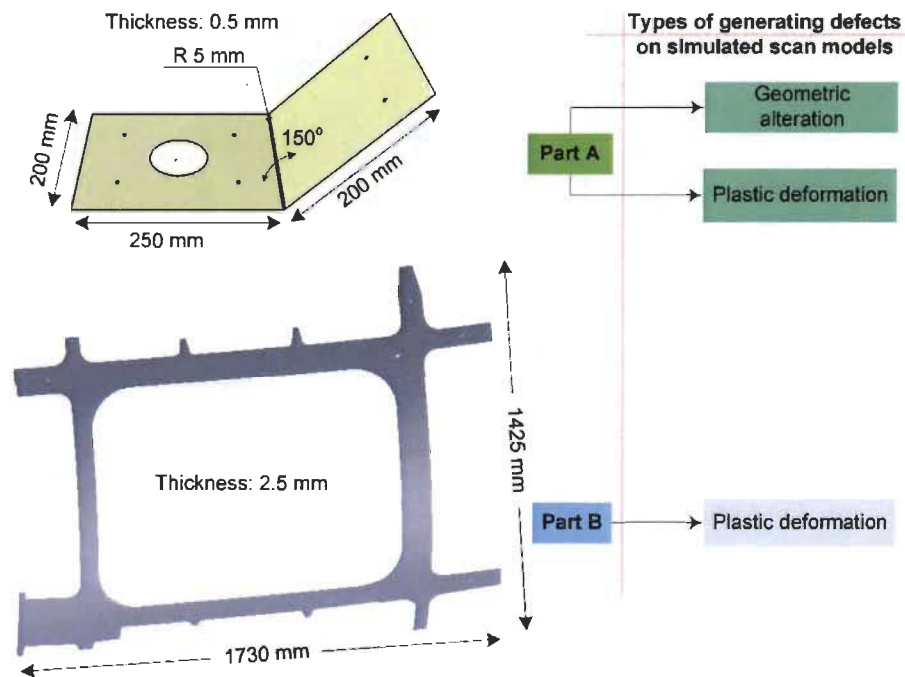 Thickness: 0.5 mm
R 5 mm
150º
200 mm
250 mm
200 mm
Types of generating defects
on simulated scan models
Part A
Geometric
alteration
Plastic deformation
Thickness: 2.5 mm
1425 mm
1730 mm
Part B
Plastic deformation